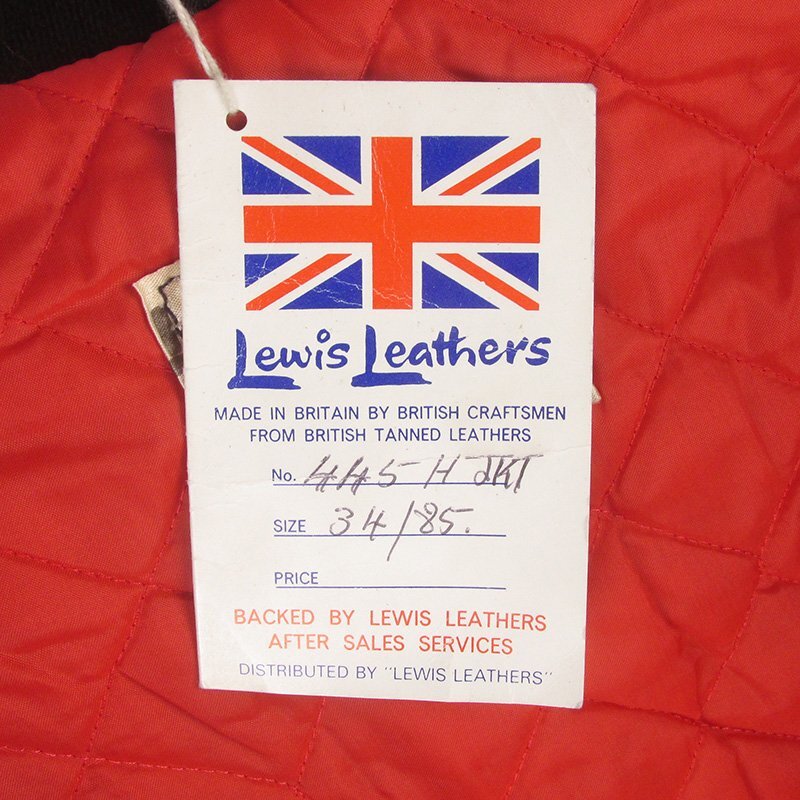 Lewis Leathers
MADE IN BRITAIN BY BRITISH CRAFTSMEN
FROM BRITISH TANNED LEATHERS
No. 445 H JKT
SIZE 34/85.
PRICE
BACKED BY LEWIS LEATHERS
AFTER SALES SERVICES
DISTRIBUTED BY "LEWIS LEATHERS"